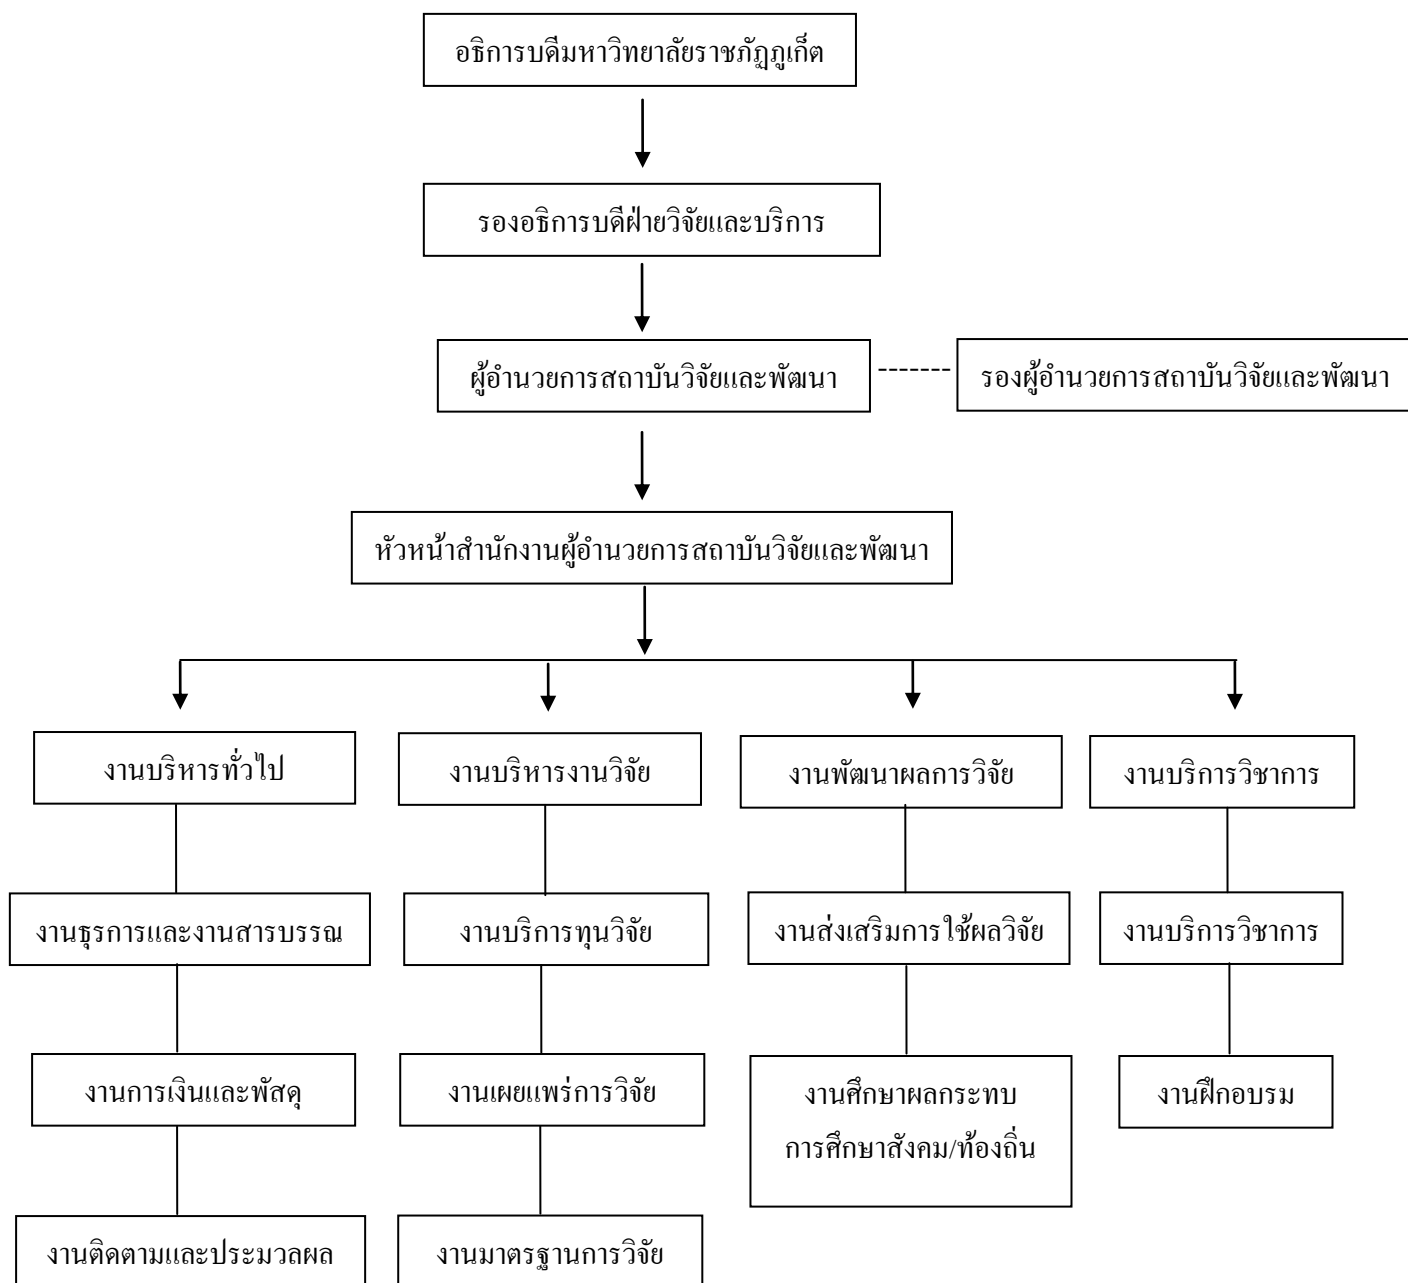 อธิการบดีมหาวิทยาลัยราชภัฏภูเก็ต
รองอธิการบดีฝ่ายวิจัยและบริการ
ผู้อำนวยการสถาบันวิจัยและพัฒนา
รองผู้อำนวยการสถาบันวิจัยและพัฒนา
หัวหน้าสำนักงานผู้อำนวยการสถาบันวิจัยและพัฒนา
งานบริหารทั่วไป
งานบริหารงานวิจัย
งานพัฒนาผลการวิจัย
งานบริการวิชาการ
งานธุรการและงานสารบรรณ
งานบริการทุนวิจัย
งานส่งเสริมการใช้ผลวิจัย
งานบริการวิชาการ
งานการเงินและพัสดุ
งานเผยแพร่การวิจัย
งานศึกษาผลกระทบ
การศึกษาสังคม/ท้องถิ่น
งานฝึกอบรม
งานติดตามและประมวลผล
งานมาตรฐานการวิจัย